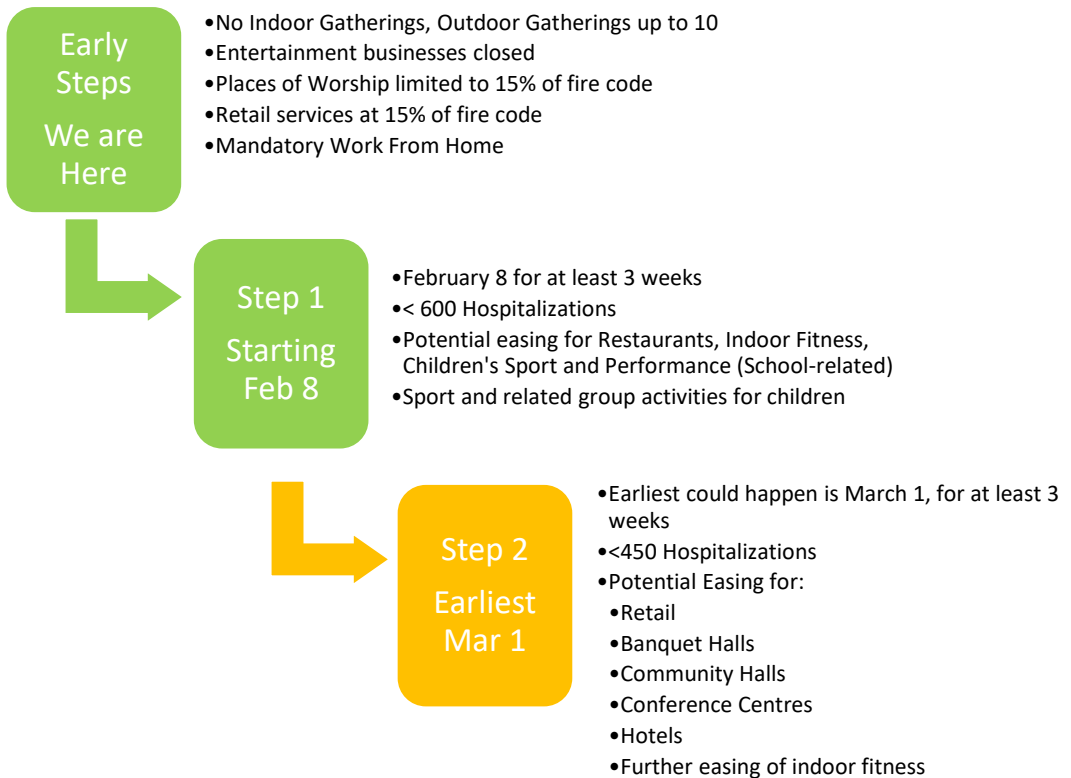 Early
Steps
We are
Here
•No Indoor Gatherings, Outdoor Gatherings up to 10
•Entertainment businesses closed
•Places of Worship limited to 15% of fire code
•Retail services at 15% of fire code
•Mandatory Work From Home
Step 1
Starting
Feb 8
•February 8 for at least 3 weeks
•< 600 Hospitalizations
•Potential easing for Restaurants, Indoor Fitness,
Children's Sport and Performance (School-related)
•Sport and related group activities for children
Step 2
Earliest
Mar 1
•Earliest could happen is March 1, for at least 3
weeks
•<450 Hospitalizations
•Potential Easing for:
•Retail
•Banquet Halls
•Community Halls
•Conference Centres
•Hotels
•Further easing of indoor fitness